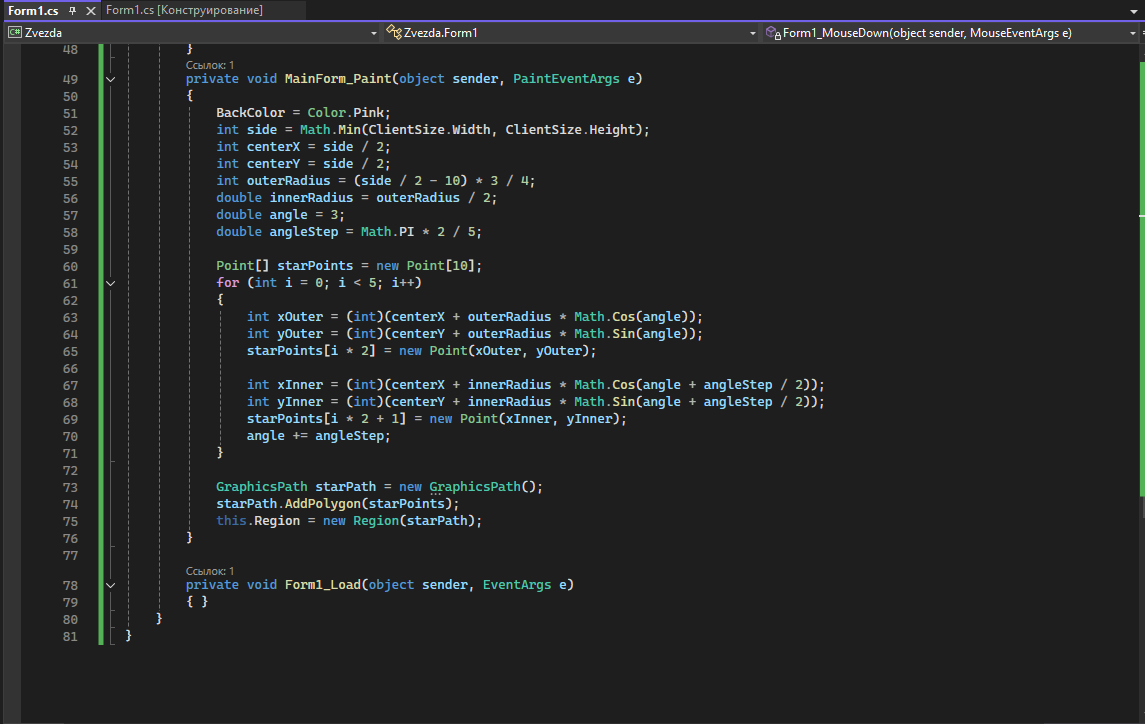 Form1.cs Form1.cs [Конструирование]
C# Zvezda Zvezda.Form1 Form1_MouseDown(object sender, MouseEventArgs e)
48 }
Ссылок: 1
49 private void MainForm_Paint(object sender, PaintEventArgs e)
50 {
51 BackColor = Color.Pink;
52 int side = Math.Min(ClientSize.Width, ClientSize.Height);
53 int centerX = side / 2;
54 int centerY = side / 2;
55 int outerRadius = (side / 2 - 10) * 3 / 4;
56 double innerRadius = outerRadius / 2;
57 double angle = 3;
58 double angleStep = Math.PI * 2 / 5;
59
60 Point[] starPoints = new Point[10];
61 for (int i = 0; i < 5; i++)
62 {
63 int xOuter = (int)(centerX + outerRadius * Math.Cos(angle));
64 int yOuter = (int)(centerY + outerRadius * Math.Sin(angle));
65 starPoints[i * 2] = new Point(xOuter, yOuter);
66
67 int xInner = (int)(centerX + innerRadius * Math.Cos(angle + angleStep / 2));
68 int yInner = (int)(centerY + innerRadius * Math.Sin(angle + angleStep / 2));
69 starPoints[i * 2 + 1] = new Point(xInner, yInner);
70 angle += angleStep;
71 }
72
73 GraphicsPath starPath = new GraphicsPath();
74 starPath.AddPolygon(starPoints);
75 this.Region = new Region(starPath);
76 }
77
Ссылок: 1
78 private void Form1_Load(object sender, EventArgs e)
79 { }
80 }
81 }